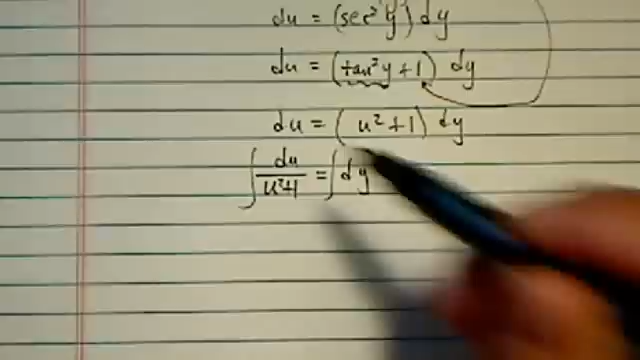 du = (sec²y) dy
du = (tan²y + 1) dy
du = (u² + 1) dy
∫ du/(u²+1) = ∫ dy